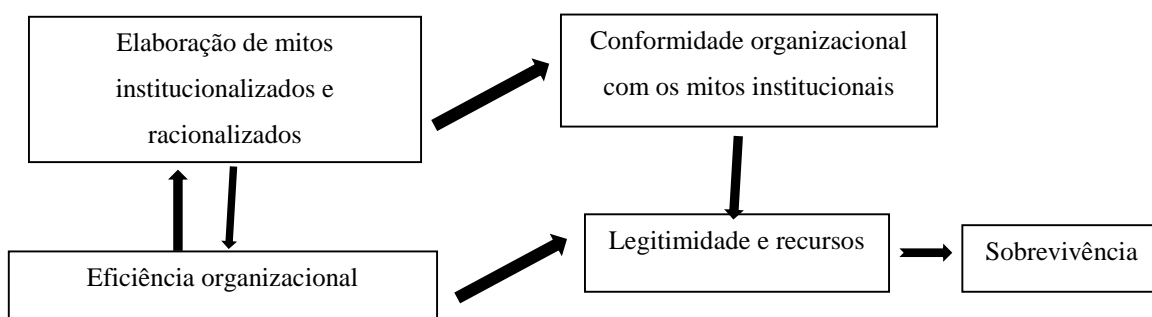 Elaboração de mitos
institucionalizados e
racionalizados
Conformidade organizacional
com os mitos institucionais
Eficiência organizacional
Legitimidade e recursos
Sobrevivência